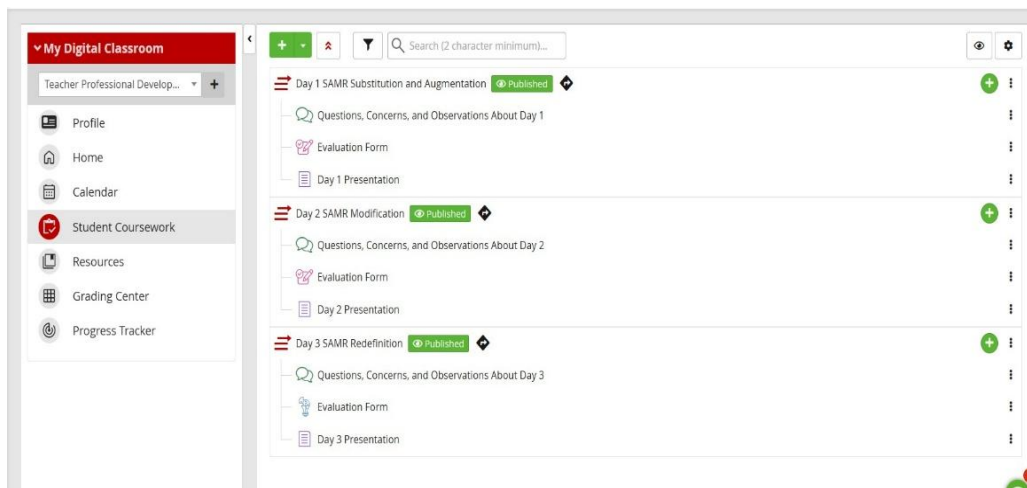 My Digital Classroom
Teacher Professional Develop...
Profile
Home
Calendar
Student Coursework
Resources
Grading Center
Progress Tracker
Search (2 character minimum)...
Day 1 SAMR Substitution and Augmentation Published
Questions, Concerns, and Observations About Day 1
Evaluation Form
Day 1 Presentation
Day 2 SAMR Modification Published
Questions, Concerns, and Observations About Day 2
Evaluation Form
Day 2 Presentation
Day 3 SAMR Redefinition Published
Questions, Concerns, and Observations About Day 3
Evaluation Form
Day 3 Presentation